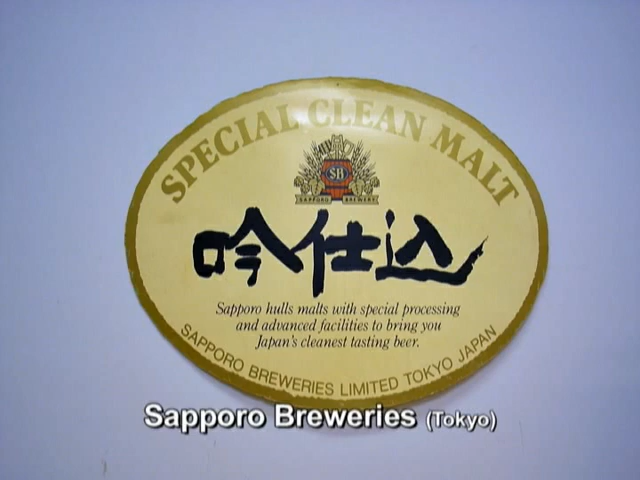 SPECIAL CLEAN MALT
SB
SAPPORO BREWERY
吟仕込
Sapporo hulls malts with special processing
and advanced facilities to bring you
Japan's cleanest tasting beer.
SAPPORO BREWERIES LIMITED TOKYO JAPAN
Sapporo Breweries (Tokyo)